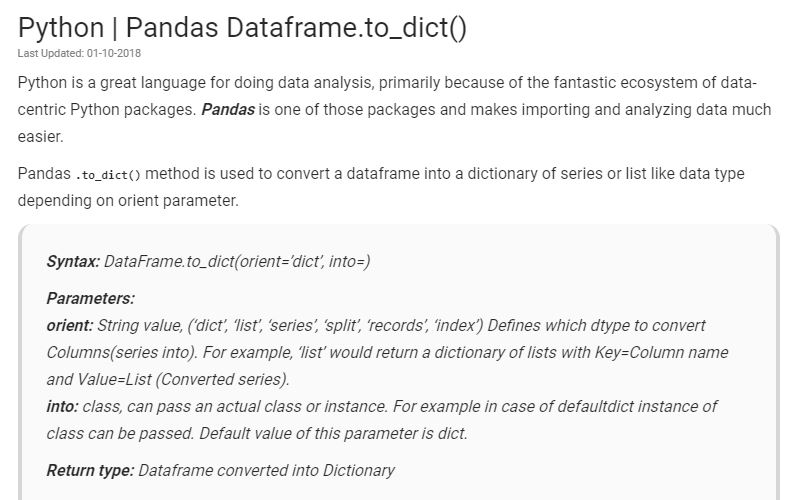 Python | Pandas Dataframe.to_dict()
Last Updated: 01-10-2018
Python is a great language for doing data analysis, primarily because of the fantastic ecosystem of data-
centric Python packages. Pandas is one of those packages and makes importing and analyzing data much
easier.
Pandas .to_dict() method is used to convert a dataframe into a dictionary of series or list like data type
depending on orient parameter.
Syntax: DataFrame.to_dict(orient=’dict’, into=)
Parameters:
orient: String value, (‘dict’, ‘list’, ‘series’, ‘split’, ‘records’, ‘index’) Defines which dtype to convert
Columns(series into). For example, ‘list’ would return a dictionary of lists with Key=Column name
and Value=List (Converted series).
into: class, can pass an actual class or instance. For example in case of defaultdict instance of
class can be passed. Default value of this parameter is dict.
Return type: Dataframe converted into Dictionary